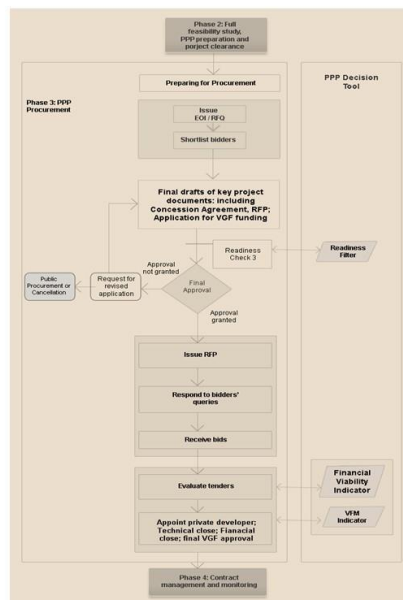 Phase 2: Full
feasibility study,
PPP preparation and
porject clearance
Phase 3: PPP
Procurement
PPP Decision
Tool
Preparing for Procurement
Issue
EOI / RFQ
Shortlist bidders
Final drafts of key project
documents: including
Concession Agreement, RFP;
Application for VGF funding
Readiness
Check 3
Readiness
Filter
Approval
not granted
Public
Procurement or
Cancellation
Request for
revised
application
Final
Approval
Approval
granted
Issue RFP
Respond to bidders'
queries
Receive bids
Evaluate tenders
Financial
Viability
Indicator
Appoint private developer;
Technical close; Fianacial
close; final VGF approval
VFM
Indicator
Phase 4: Contract
management and monitoring